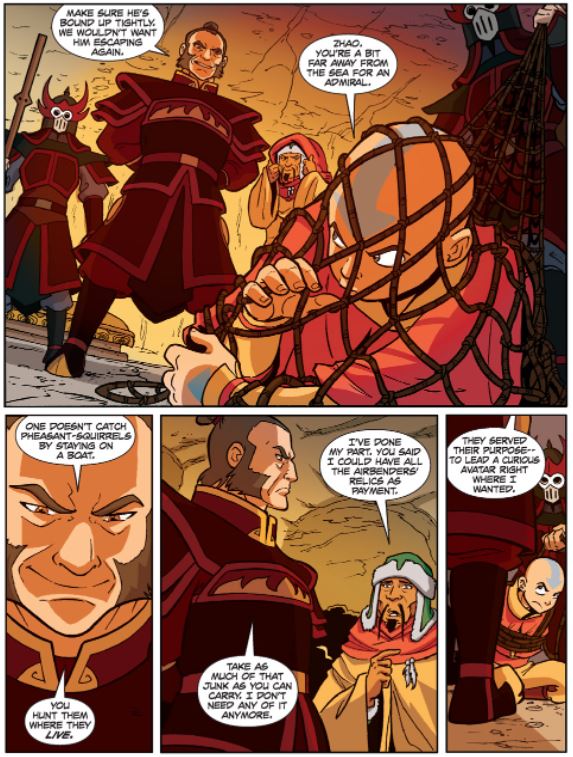 MAKE SURE HE'S
BOUND UP TIGHTLY.
WE WOULDN'T WANT
HIM ESCAPING
AGAIN.
ZHAO.
YOU'RE A BIT
FAR AWAY FROM
THE SEA FOR AN
ADMIRAL.
ONE DOESN'T CATCH
PHEASANT-SQUIRRELS
BY STAYING ON
A BOAT.
YOU
HUNT THEM
WHERE THEY
LIVE.
I'VE DONE
MY PART. YOU SAID
I COULD HAVE ALL
THE AIRBENDERS'
RELICS AS
PAYMENT.
TAKE AS
MUCH OF THAT
JUNK AS YOU CAN
CARRY. I DON'T
NEED ANY OF IT
ANYMORE.
THEY SERVED
THEIR PURPOSE--
TO LEAD A CURIOUS
AVATAR RIGHT
WHERE I
WANTED.